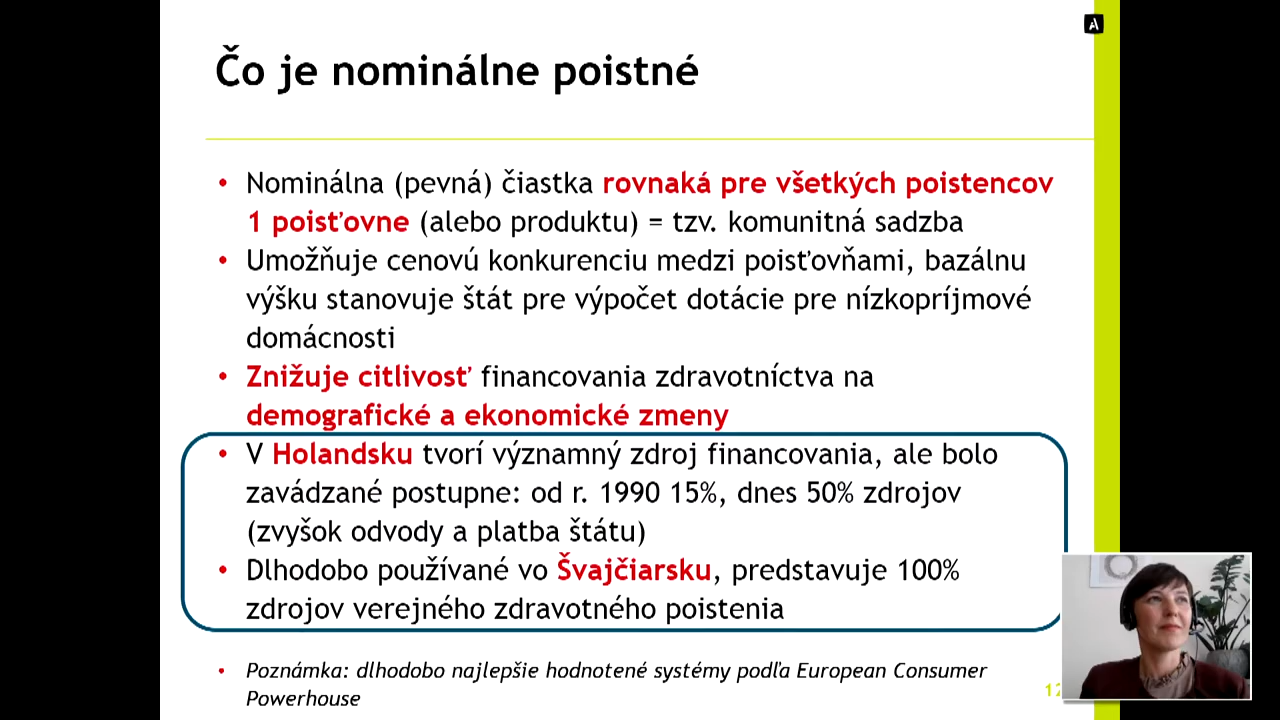 A
Čo je nominálne poistné
• Nominálna (pevná) čiastka rovnaká pre všetkých poistencov
1 poisťovne (alebo produktu) = tzv. komunitná sadzba
• Umožňuje cenovú konkurenciu medzi poisťovňami, bazálnu
výšku stanovuje štát pre výpočet dotácie pre nízkopríjmové
domácnosti
• Znižuje citlivosť financovania zdravotníctva na
demografické a ekonomické zmeny
• V Holandsku tvorí významný zdroj financovania, ale bolo
zavádzané postupne: od r. 1990 15%, dnes 50% zdrojov
(zvyšok odvody a platba štátu)
• Dlhodobo používané vo Švajčiarsku, predstavuje 100%
zdrojov verejného zdravotného poistenia
• Poznámka: dlhodobo najlepšie hodnotené systémy podľa European Consumer
Powerhouse